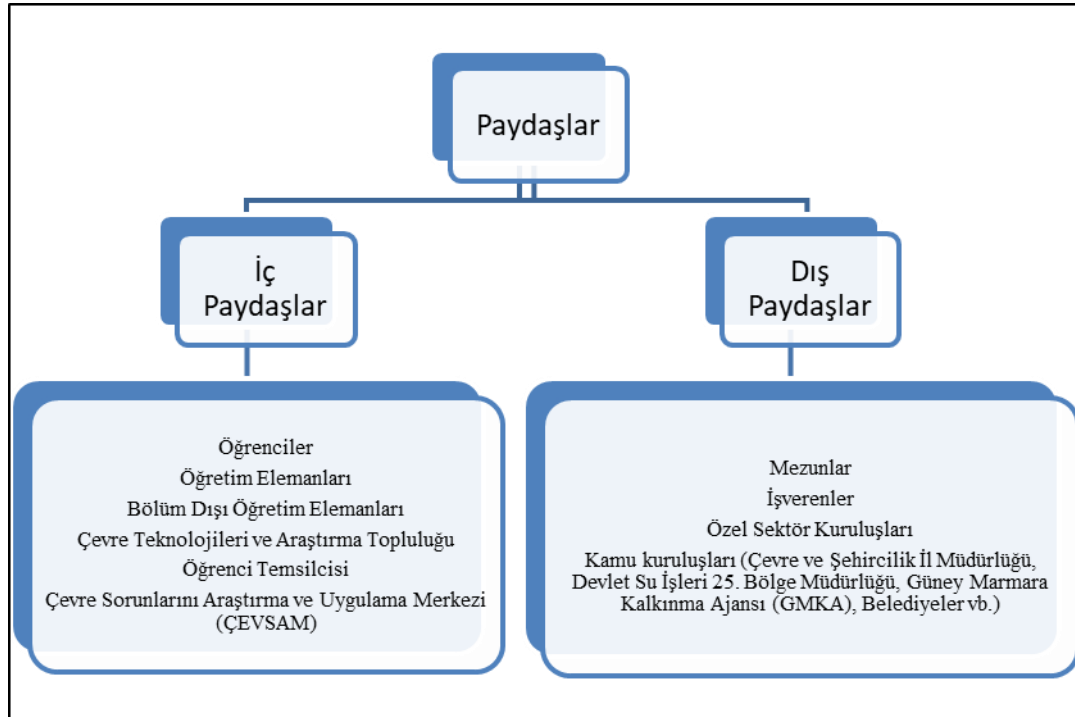 Paydaşlar
İç
Paydaşlar
Dış
Paydaşlar
Öğrenciler
Öğretim Elemanları
Bölüm Dışı Öğretim Elemanları
Çevre Teknolojileri ve Araştırma Topluluğu
Öğrenci Temsilcisi
Çevre Sorunlarını Araştırma ve Uygulama Merkezi
(ÇEVSAM)
Mezunlar
İşverenler
Özel Sektör Kuruluşları
Kamu kuruluşları (Çevre ve Şehircilik İl Müdürlüğü,
Devlet Su İşleri 25. Bölge Müdürlüğü, Güney Marmara
Kalkınma Ajansı (GMKA), Belediyeler vb.)